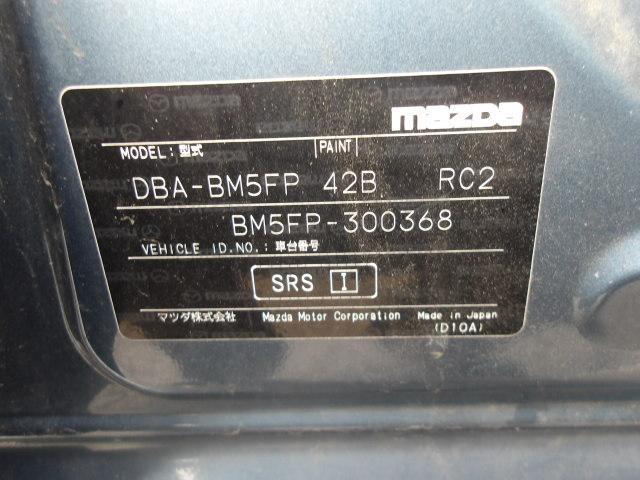 mazda
MODEL: 型式 PAINT
DBA-BM5FP 42B RC2
BM5FP-300368
VEHICLE ID.NO.: 車台番号
SRS I
マツダ株式会社 Mazda Motor Corporation Made in Japan
(D10A)